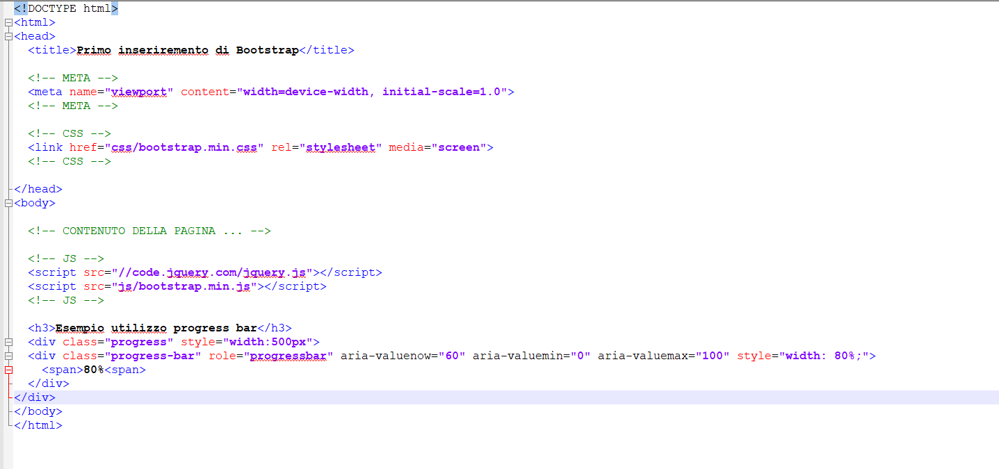 <!DOCTYPE html>
<html>
<head>
<title>Primo inseriremento di Bootstrap</title>
<!-- META -->
<meta name="viewport" content="width=device-width, initial-scale=1.0">
<!-- META -->
<!-- CSS -->
<link href="css/bootstrap.min.css" rel="stylesheet" media="screen">
<!-- CSS -->
</head>
<body>
<!-- CONTENUTO DELLA PAGINA ... -->
<!-- JS -->
<script src="//code.jquery.com/jquery.js"></script>
<script src="js/bootstrap.min.js"></script>
<!-- JS -->
<h3>Esempio utilizzo progress bar</h3>
<div class="progress" style="width:500px">
<div class="progress-bar" role="progressbar" aria-valuenow="60" aria-valuemin="0" aria-valuemax="100" style="width: 80%;">
<span>80%<span>
</div>
</div>
</body>
</html>